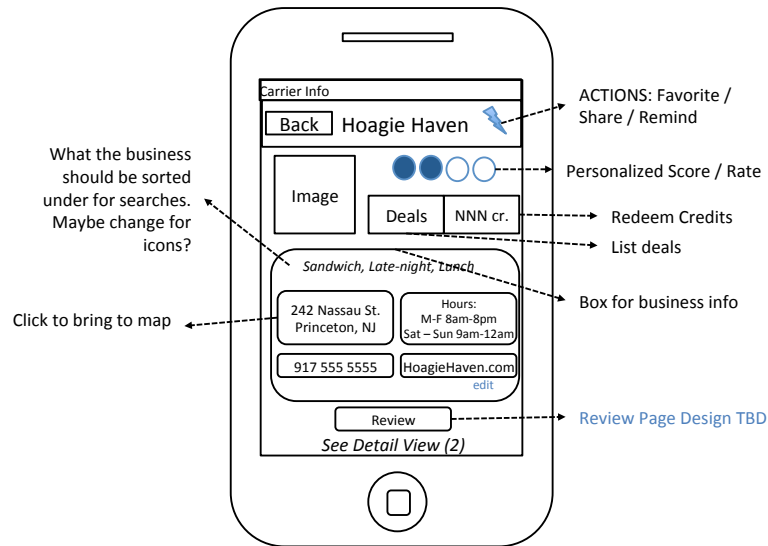 Carrier Info
Back
Hoagie Haven
ACTIONS: Favorite /
Share / Remind
What the business
should be sorted
under for searches.
Maybe change for
icons?
Image
Personalized Score / Rate
Deals
NNN cr.
Redeem Credits
List deals
Sandwich, Late-night, Lunch
Box for business info
Click to bring to map
242 Nassau St.
Princeton, NJ
Hours:
M-F 8am-8pm
Sat – Sun 9am-12am
917 555 5555
HoagieHaven.com
edit
Review
Review Page Design TBD
See Detail View (2)